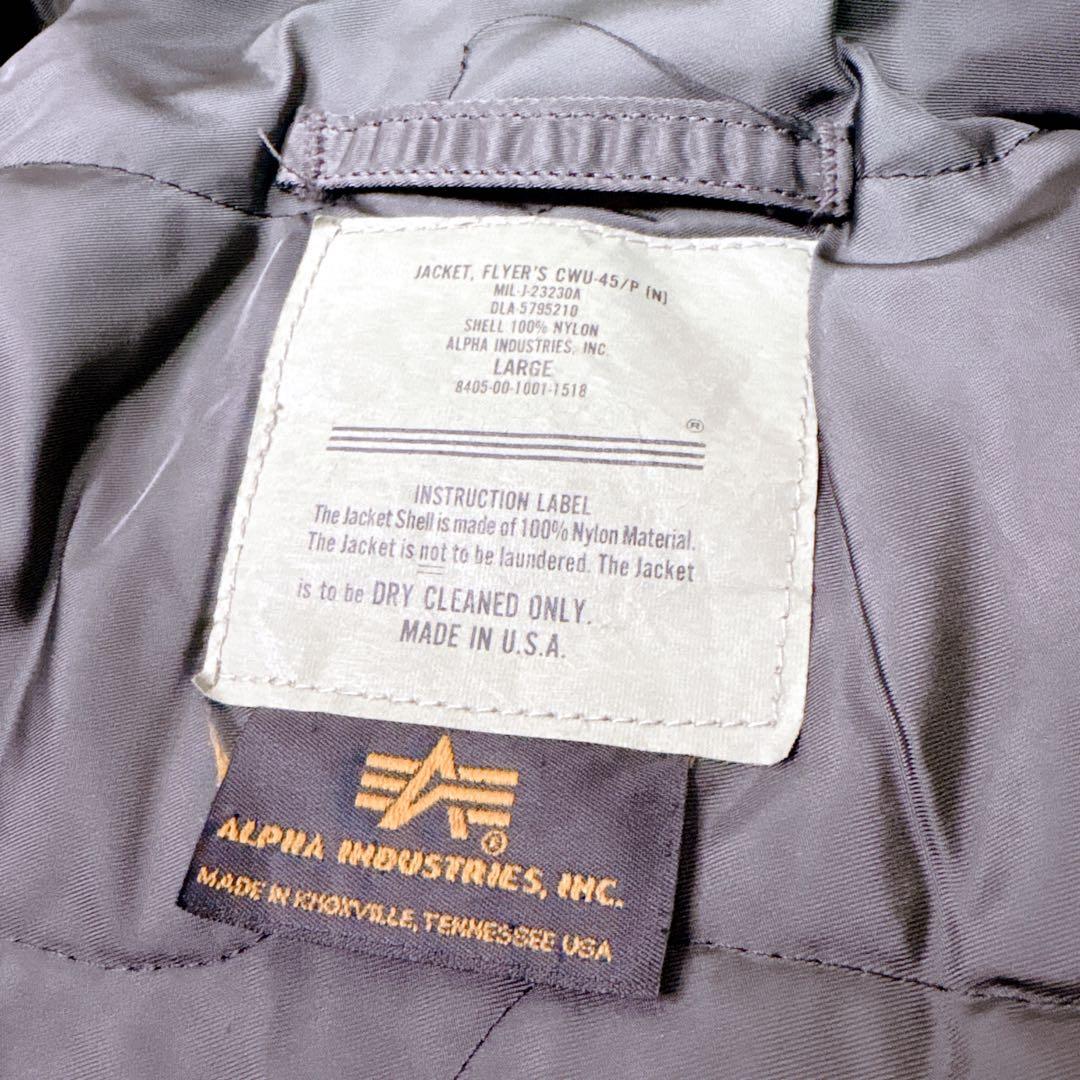 JACKET, FLYER'S CWU-45/P (N)
MIL-J-23230A
DLA-5795210
SHELL 100% NYLON
ALPHA INDUSTRIES, INC
LARGE
8405-00-1001-1518
®
INSTRUCTION LABEL
The Jacket Shell is made of 100% Nylon Material.
The Jacket is not to be laundered. The Jacket
is to be DRY CLEANED ONLY.
MADE IN U.S.A.
®
ALPHA INDUSTRIES, INC.
MADE IN KNOXVILLE, TENNESSEE USA